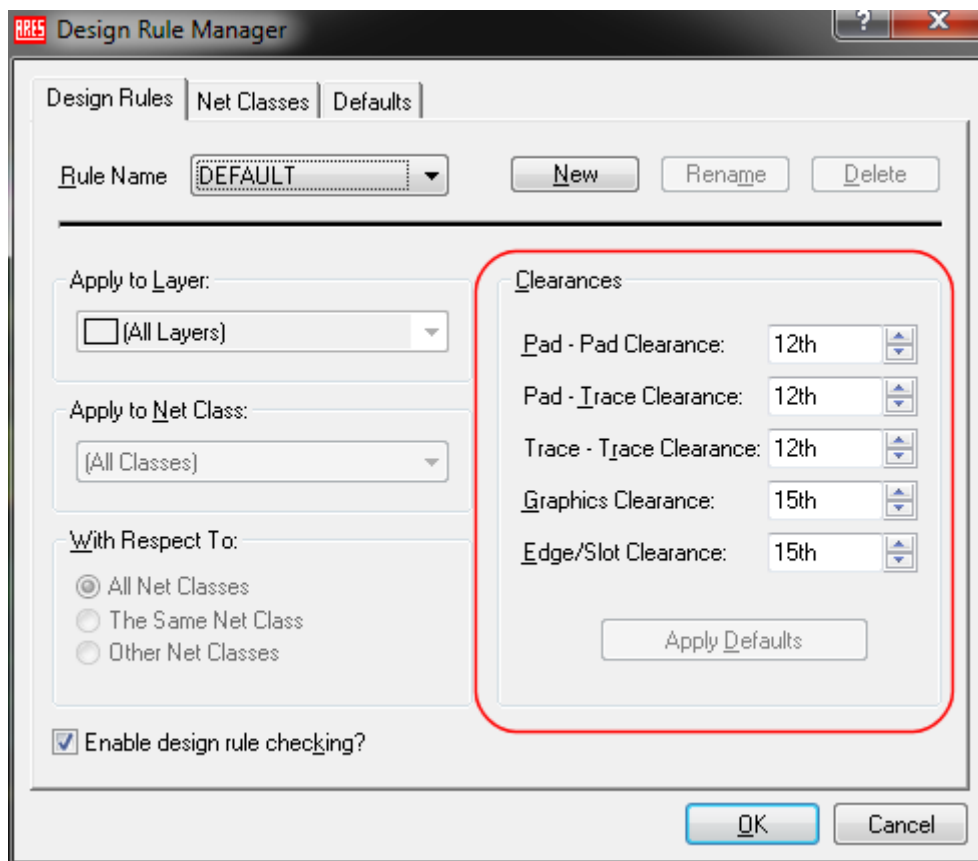 ARES Design Rule Manager ? X
Design Rules Net Classes Defaults
Rule Name DEFAULT New Rename Delete
Apply to Layer:
(All Layers)
Apply to Net Class:
(All Classes)
With Respect To:
All Net Classes
The Same Net Class
Other Net Classes
Clearances
Pad - Pad Clearance: 12th
Pad - Trace Clearance: 12th
Trace - Trace Clearance: 12th
Graphics Clearance: 15th
Edge/Slot Clearance: 15th
Apply Defaults
Enable design rule checking?
OK Cancel